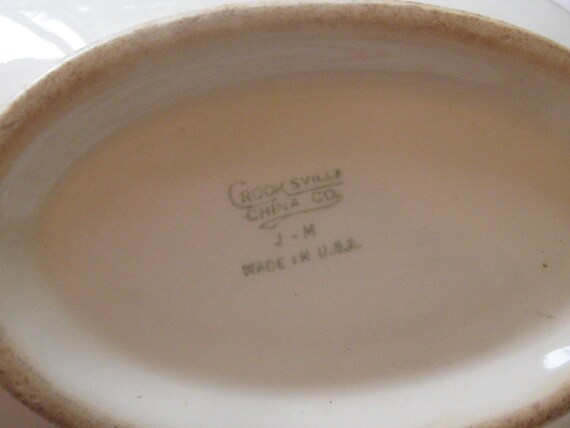 CROOKSVILLE
CHINA CO.
J - M
MADE IN U.S.A.